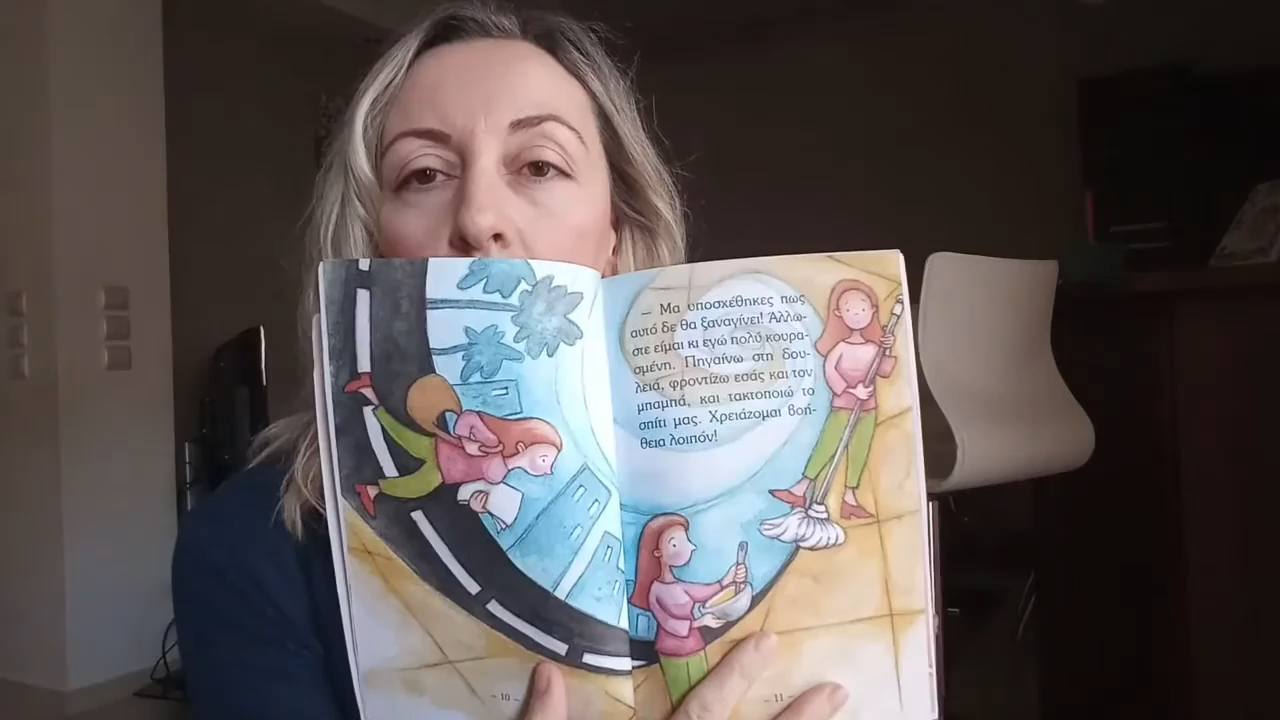 — Μα υποσχέθηκες πως
αυτό δε θα ξαναγίνει! Άλλω-
στε είμαι κι εγώ πολύ κουρα-
σμένη. Πηγαίνω στη δου-
λειά, φροντίζω εσάς και τον
μπαμπά, και τακτοποιώ το
σπίτι μας. Χρειάζομαι βοή-
θεια λοιπόν!
– 10 –
– 11 –